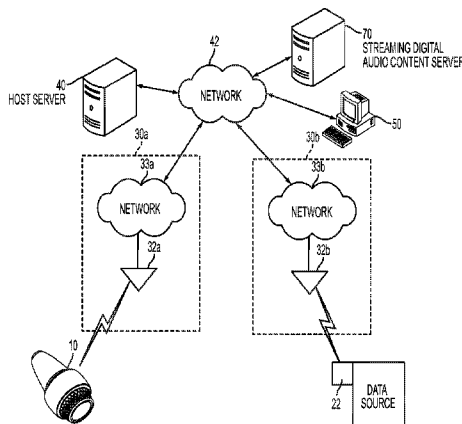 42
70
STREAMING DIGITAL
AUDIO CONTENT SERVER
40
HOST SERVER
NETWORK
50
30a
30b
33a
33b
NETWORK
NETWORK
32a
32b
10
22
DATA
SOURCE